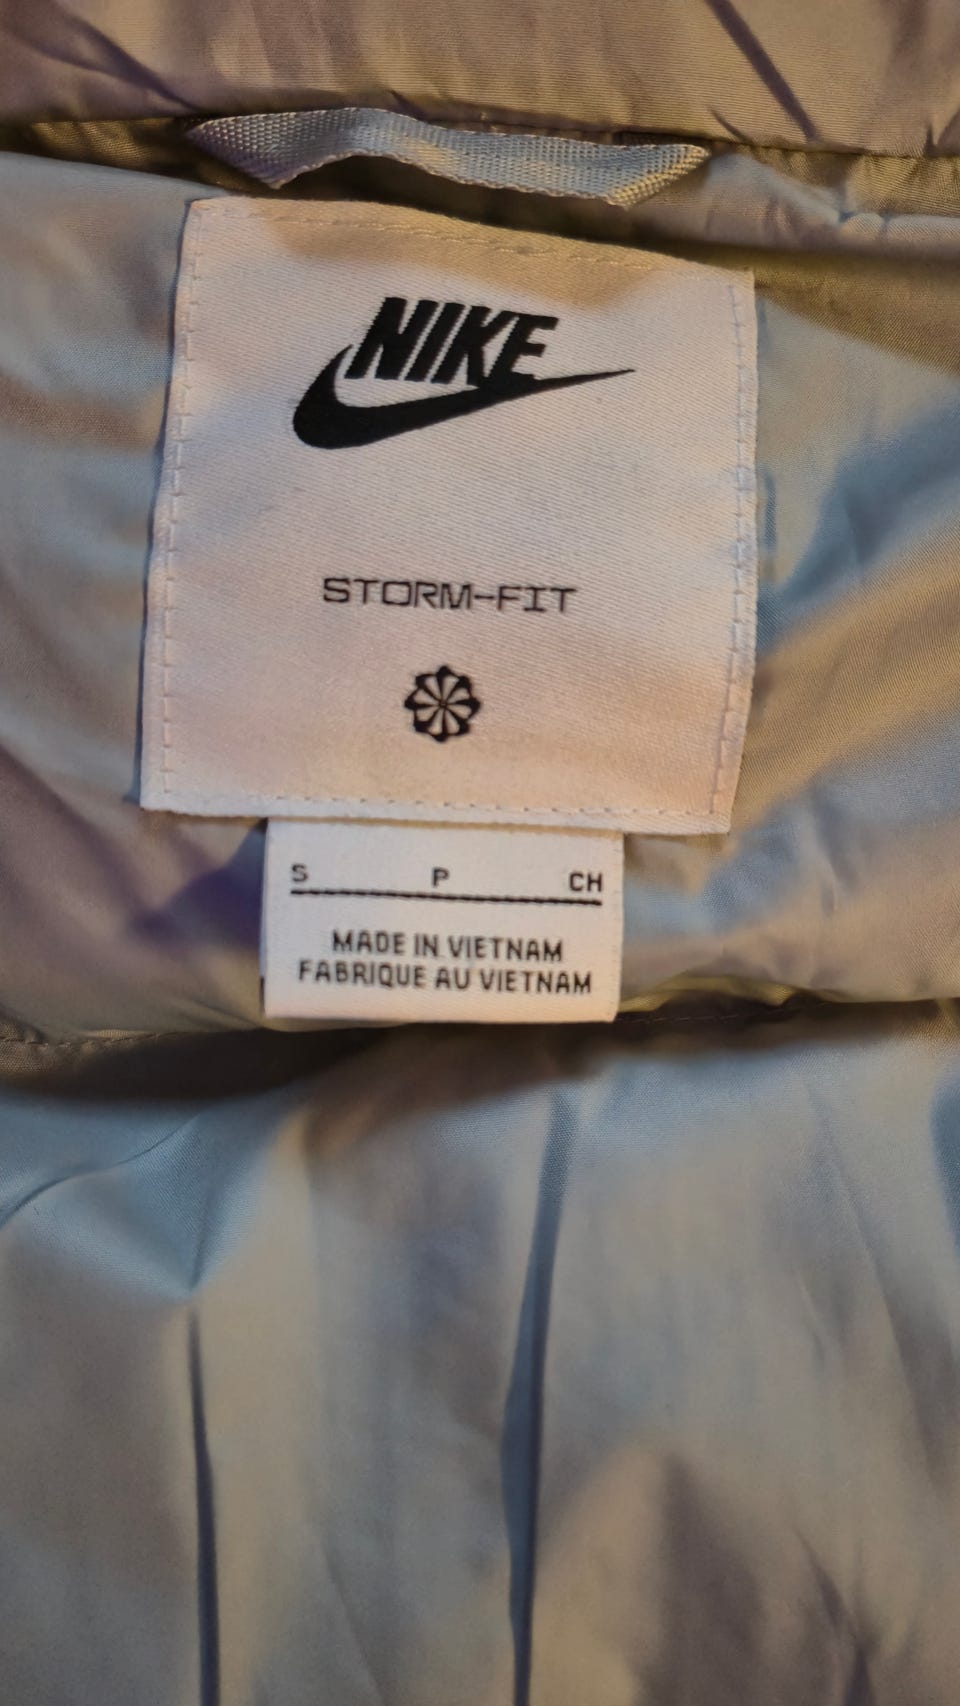 NIKE
STORM-FIT
S P CH
MADE IN VIETNAM
FABRIQUE AU VIETNAM